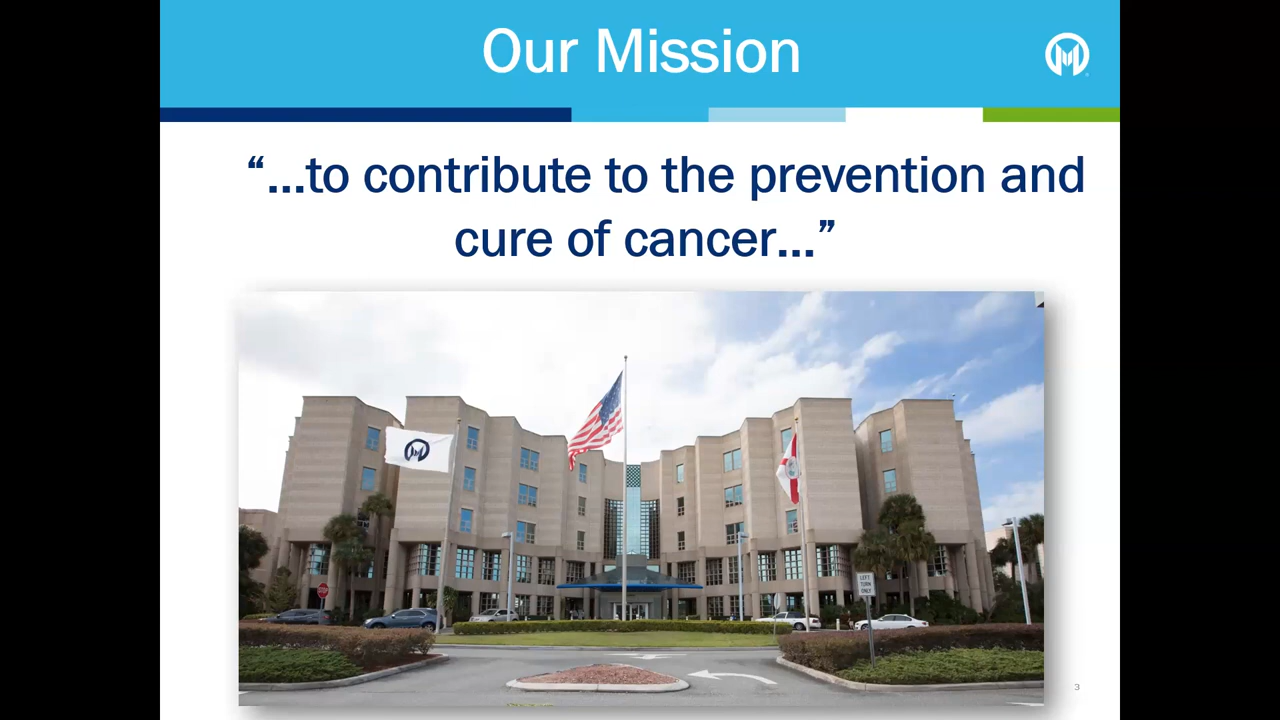 Our Mission
“...to contribute to the prevention and
cure of cancer...”
LEFT
TURN
ONLY
3